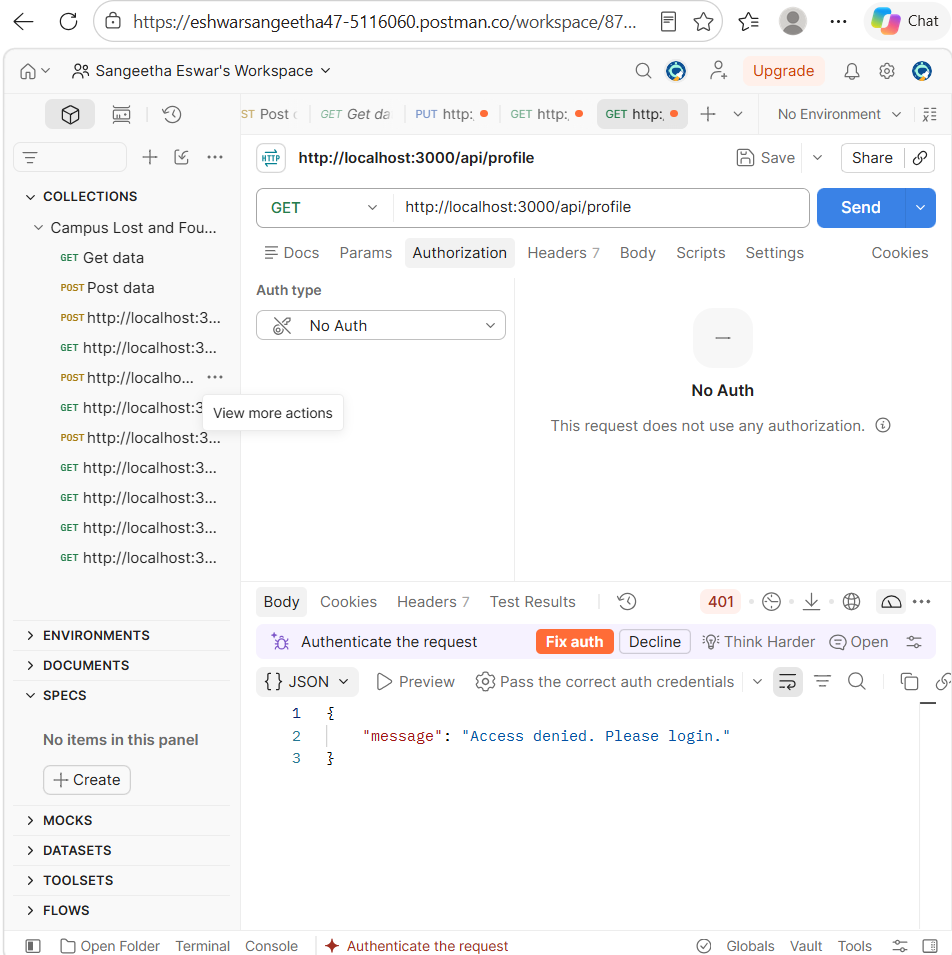 https://eshwarsangeetha47-5116060.postman.co/workspace/87...
Chat
Sangeetha Eswar's Workspace
Upgrade
ST Post c
GET Get da
PUT http:
GET http:
GET http:
No Environment
HTTP
http://localhost:3000/api/profile
Save
Share
COLLECTIONS
Campus Lost and Fou...
GET Get data
POST Post data
POST http://localhost:3...
GET http://localhost:3...
POST http://localho...
GET http://localhost:3
POST http://localhost:3...
GET http://localhost:3...
GET http://localhost:3...
GET http://localhost:3...
GET http://localhost:3...
View more actions
ENVIRONMENTS
DOCUMENTS
SPECS
No items in this panel
Create
MOCKS
DATASETS
TOOLSETS
FLOWS
GET
http://localhost:3000/api/profile
Send
Docs Params Authorization Headers 7 Body Scripts Settings Cookies
Auth type
No Auth
No Auth
This request does not use any authorization.
Body Cookies Headers 7 Test Results
401
Authenticate the request
Fix auth
Decline
Think Harder
Open
{} JSON
Preview
Pass the correct auth credentials
1 {
2 "message": "Access denied. Please login."
3 }
Open Folder Terminal Console
Authenticate the request
Globals Vault Tools